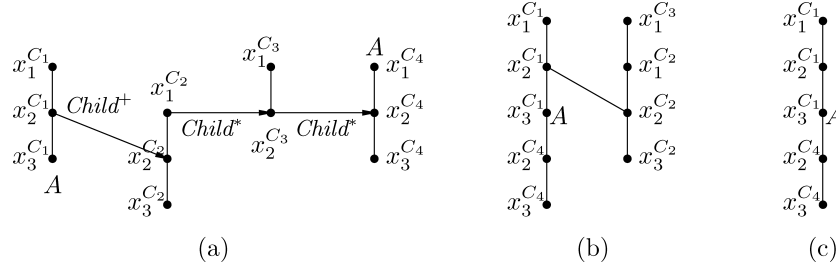 x_1^{C_1} x_1^{C_3} A x_1^{C_4} x_1^{C_1} x_1^{C_3} x_1^{C_1}
x_2^{C_1} Child^+ x_1^{C_2} Child^* x_2^{C_3} Child^* x_2^{C_4} x_2^{C_1} x_1^{C_2} x_2^{C_1}
x_3^{C_1} A x_2^{C_2} x_3^{C_4} x_3^{C_1} A x_2^{C_2} x_3^{C_1}
x_3^{C_2} x_2^{C_4} x_3^{C_2} x_2^{C_4}
x_3^{C_4} x_3^{C_4}
(a) (b) (c)